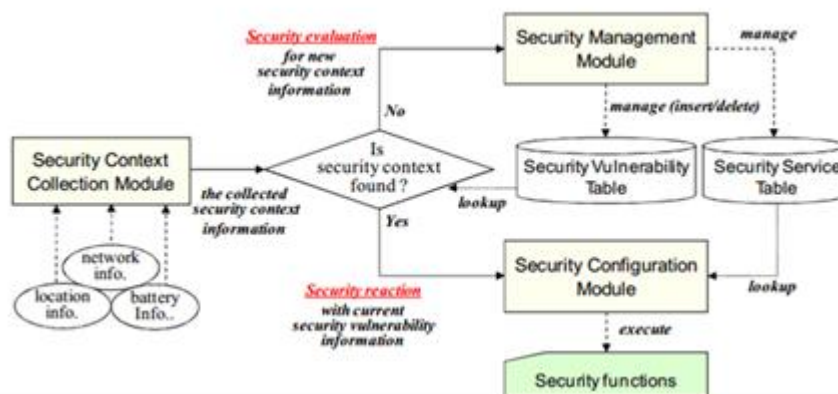 Security evaluation
for new
security context
information
No
Security Management
Module
manage
manage (insert/delete)
Security Context
Collection Module
the collected
security context
information
Is
security context
found ?
lookup
Security Vulnerability
Table
Security Service
Table
Yes
network
info.
location
info.
battery
Info..
Security reaction
with current
security vulnerability
information
Security Configuration
Module
lookup
execute
Security functions